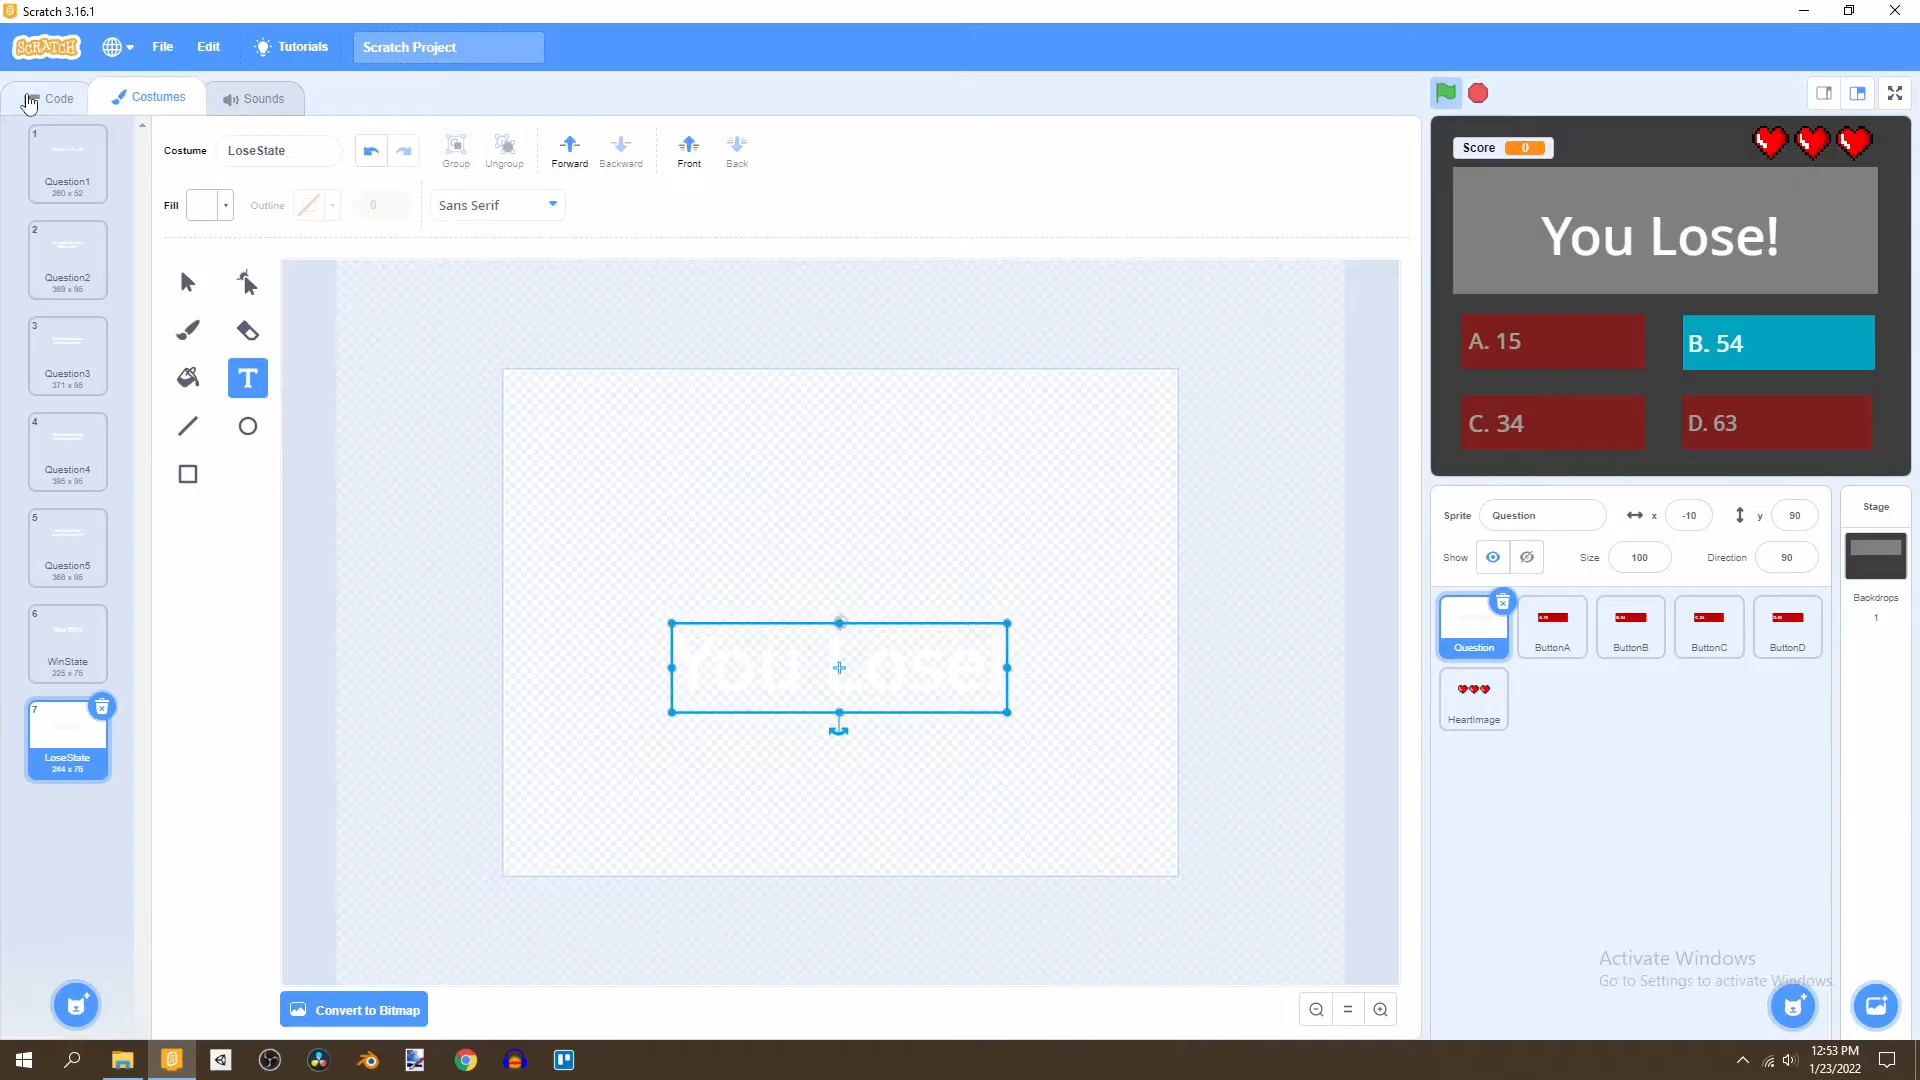 Scratch 3.16.1
SCRATCH
File
Edit
Tutorials
Scratch Project
Code
Costumes
Sounds
Costume
LoseState
Group
Ungroup
Forward
Backward
Front
Back
Fill
Outline
0
Sans Serif
1
Question1
260 x 52
2
Question2
369 x 95
3
Question3
371 x 95
4
Question4
395 x 95
5
Question5
368 x 95
6
You Win!
WinState
225 x 75
7
LoseState
244 x 75
You Lose!
Convert to Bitmap
Score 0
You Lose!
A. 15
B. 54
C. 34
D. 63
Sprite
Question
x
-10
y
90
Show
Size
100
Direction
90
Question
ButtonA
ButtonB
ButtonC
ButtonD
HeartImage
Stage
Backdrops
1
Activate Windows
Go to Settings to activate Windows.
12:53 PM
1/23/2022